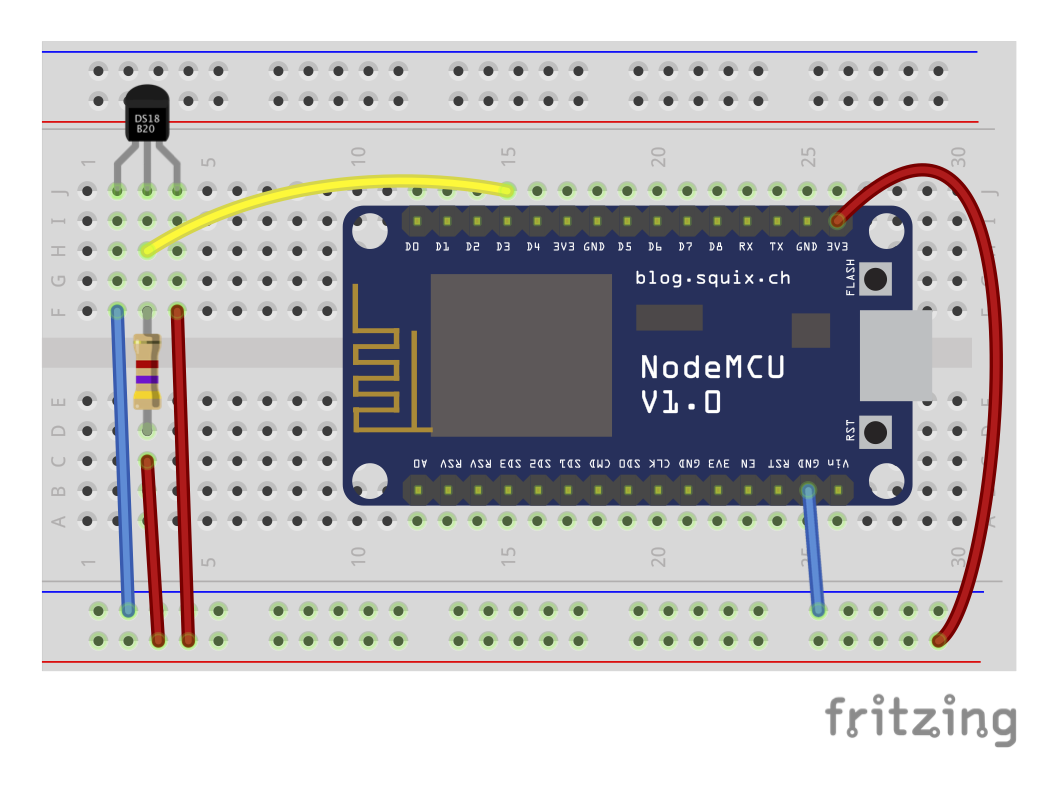 DS18
B20
1 5 10 15 20 25 30
J J
I I
D0 D1 D2 D3 D4 3V3 GND D5 D6 D7 D8 RX TX GND 3V3
H
blog.squix.ch
FLASH
G
F F
NodeMCU
V1.0
E E
D D
RST
C
A0 RSV RSV SD3 SD2 SD1 CMD SD0 CLK GND 3V3 EN RST GND Vin
B
A A
1 5 10 15 20 25 30
fritzing